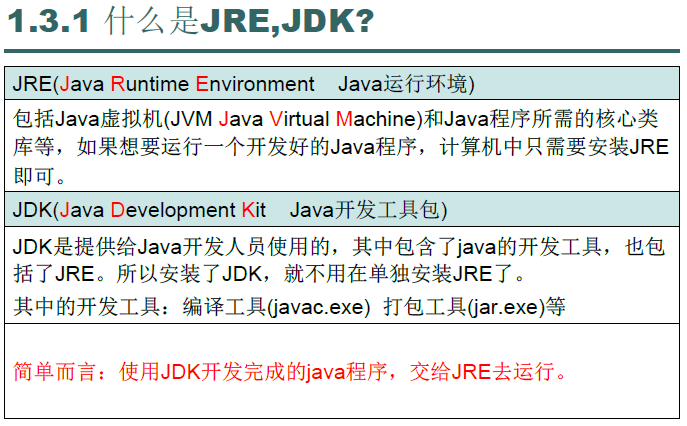 1.3.1 什么是JRE,JDK?
JRE(Java Runtime Environment    Java运行环境)
包括Java虚拟机(JVM Java Virtual Machine)和Java程序所需的核心类
库等，如果想要运行一个开发好的Java程序，计算机中只需要安装JRE
即可。
JDK(Java Development Kit    Java开发工具包)
JDK是提供给Java开发人员使用的，其中包含了java的开发工具，也包
括了JRE。所以安装了JDK，就不用在单独安装JRE了。
其中的开发工具：编译工具(javac.exe)  打包工具(jar.exe)等
简单而言：使用JDK开发完成的java程序，交给JRE去运行。